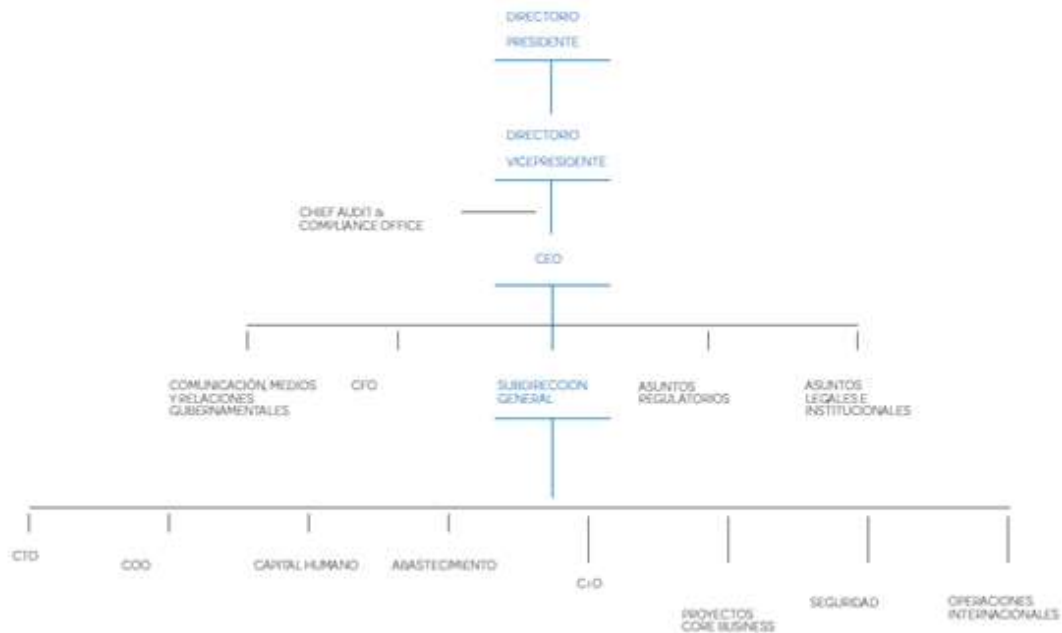 DIRECTORIO
PRESIDENTE
DIRECTORIO
VICEPRESIDENTE
CHIEF AUDIT &
COMPLIANCE OFFICE
CEO
COMUNICACIÓN, MEDIOS
Y RELACIONES
GUBERNAMENTALES
CFO
SUBDIRECCION
GENERAL
ASUNTOS
REGULATORIOS
ASUNTOS
LEGALES E
INSTITUCIONALES
CTO
COO
CAPITAL HUMANO
ABASTECIMIENTO
PROYECTOS
CORE BUSINESS
SEGURIDAD
OPERACIONES
INTERNACIONALES